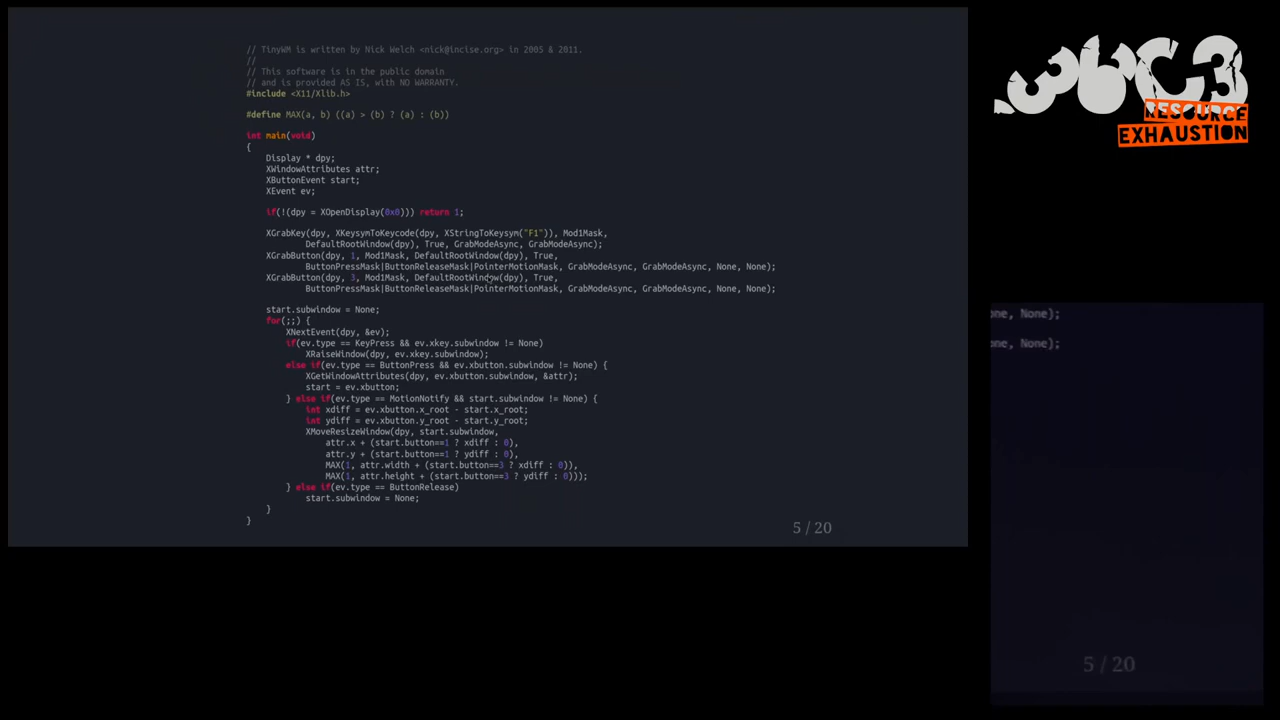 // TinyWM is written by Nick Welch <nick@incise.org> in 2005 & 2011.
//
// This software is in the public domain
// and is provided AS IS, with NO WARRANTY.
#include <X11/Xlib.h>
#define MAX(a, b) ((a) > (b) ? (a) : (b))
int main(void)
{
Display * dpy;
XWindowAttributes attr;
XButtonEvent start;
XEvent ev;
if(!(dpy = XOpenDisplay(0x0))) return 1;
XGrabKey(dpy, XKeysymToKeycode(dpy, XStringToKeysym("F1")), Mod1Mask,
DefaultRootWindow(dpy), True, GrabModeAsync, GrabModeAsync);
XGrabButton(dpy, 1, Mod1Mask, DefaultRootWindow(dpy), True,
ButtonPressMask|ButtonReleaseMask|PointerMotionMask, GrabModeAsync, GrabModeAsync, None, None);
XGrabButton(dpy, 3, Mod1Mask, DefaultRootWindow(dpy), True,
ButtonPressMask|ButtonReleaseMask|PointerMotionMask, GrabModeAsync, GrabModeAsync, None, None);
start.subwindow = None;
for(;;) {
XNextEvent(dpy, &ev);
if(ev.type == KeyPress && ev.xkey.subwindow != None)
XRaiseWindow(dpy, ev.xkey.subwindow);
else if(ev.type == ButtonPress && ev.xbutton.subwindow != None) {
XGetWindowAttributes(dpy, ev.xbutton.subwindow, &attr);
start = ev.xbutton;
} else if(ev.type == MotionNotify && start.subwindow != None) {
int xdiff = ev.xbutton.x_root - start.x_root;
int ydiff = ev.xbutton.y_root - start.y_root;
XMoveResizeWindow(dpy, start.subwindow,
attr.x + (start.button==1 ? xdiff : 0),
attr.y + (start.button==1 ? ydiff : 0),
MAX(1, attr.width + (start.button==3 ? xdiff : 0)),
MAX(1, attr.height + (start.button==3 ? ydiff : 0)));
} else if(ev.type == ButtonRelease)
start.subwindow = None;
}
}
5 / 20
36C3
RESOURCE
EXHAUSTION
one, None);
one, None);
5 / 20